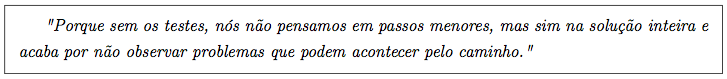 "Porque sem os testes, nós não pensamos em passos menores, mas sim na solução inteira e
acaba por não observar problemas que podem acontecer pelo caminho."